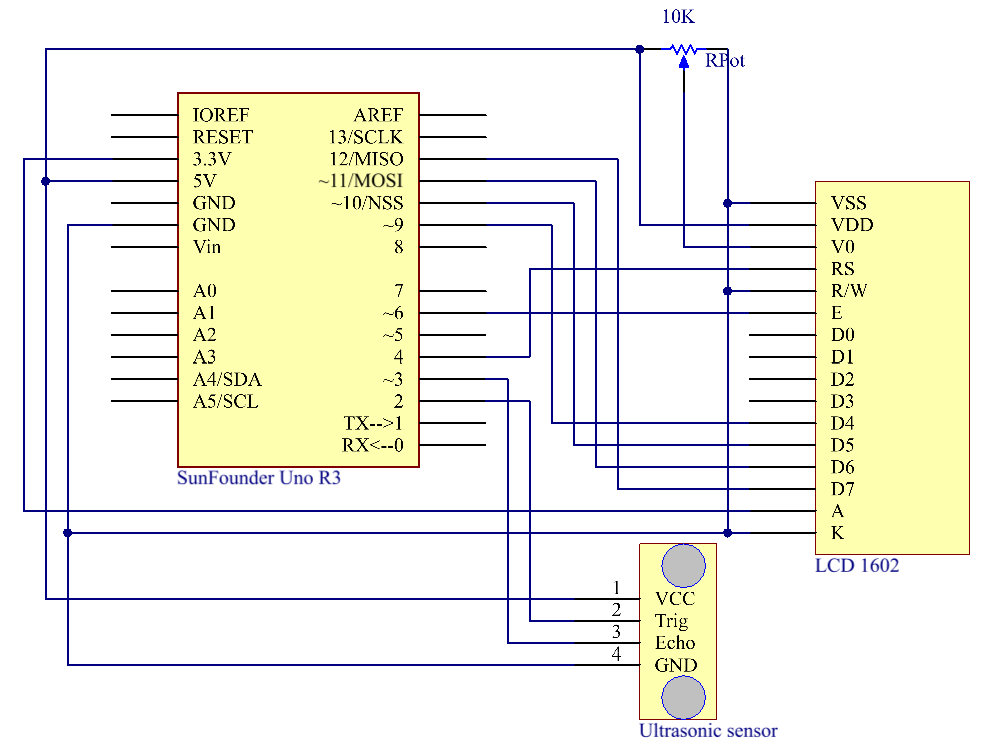 10K
RPot
IOREF
RESET
3.3V
5V
GND
GND
Vin
A0
A1
A2
A3
A4/SDA
A5/SCL
AREF
13/SCLK
12/MISO
~11/MOSI
~10/NSS
~9
8
7
~6
~5
4
~3
2
TX-->1
RX<--0
SunFounder Uno R3
VSS
VDD
V0
RS
R/W
E
D0
D1
D2
D3
D4
D5
D6
D7
A
K
LCD 1602
1
2
3
4
VCC
Trig
Echo
GND
Ultrasonic sensor